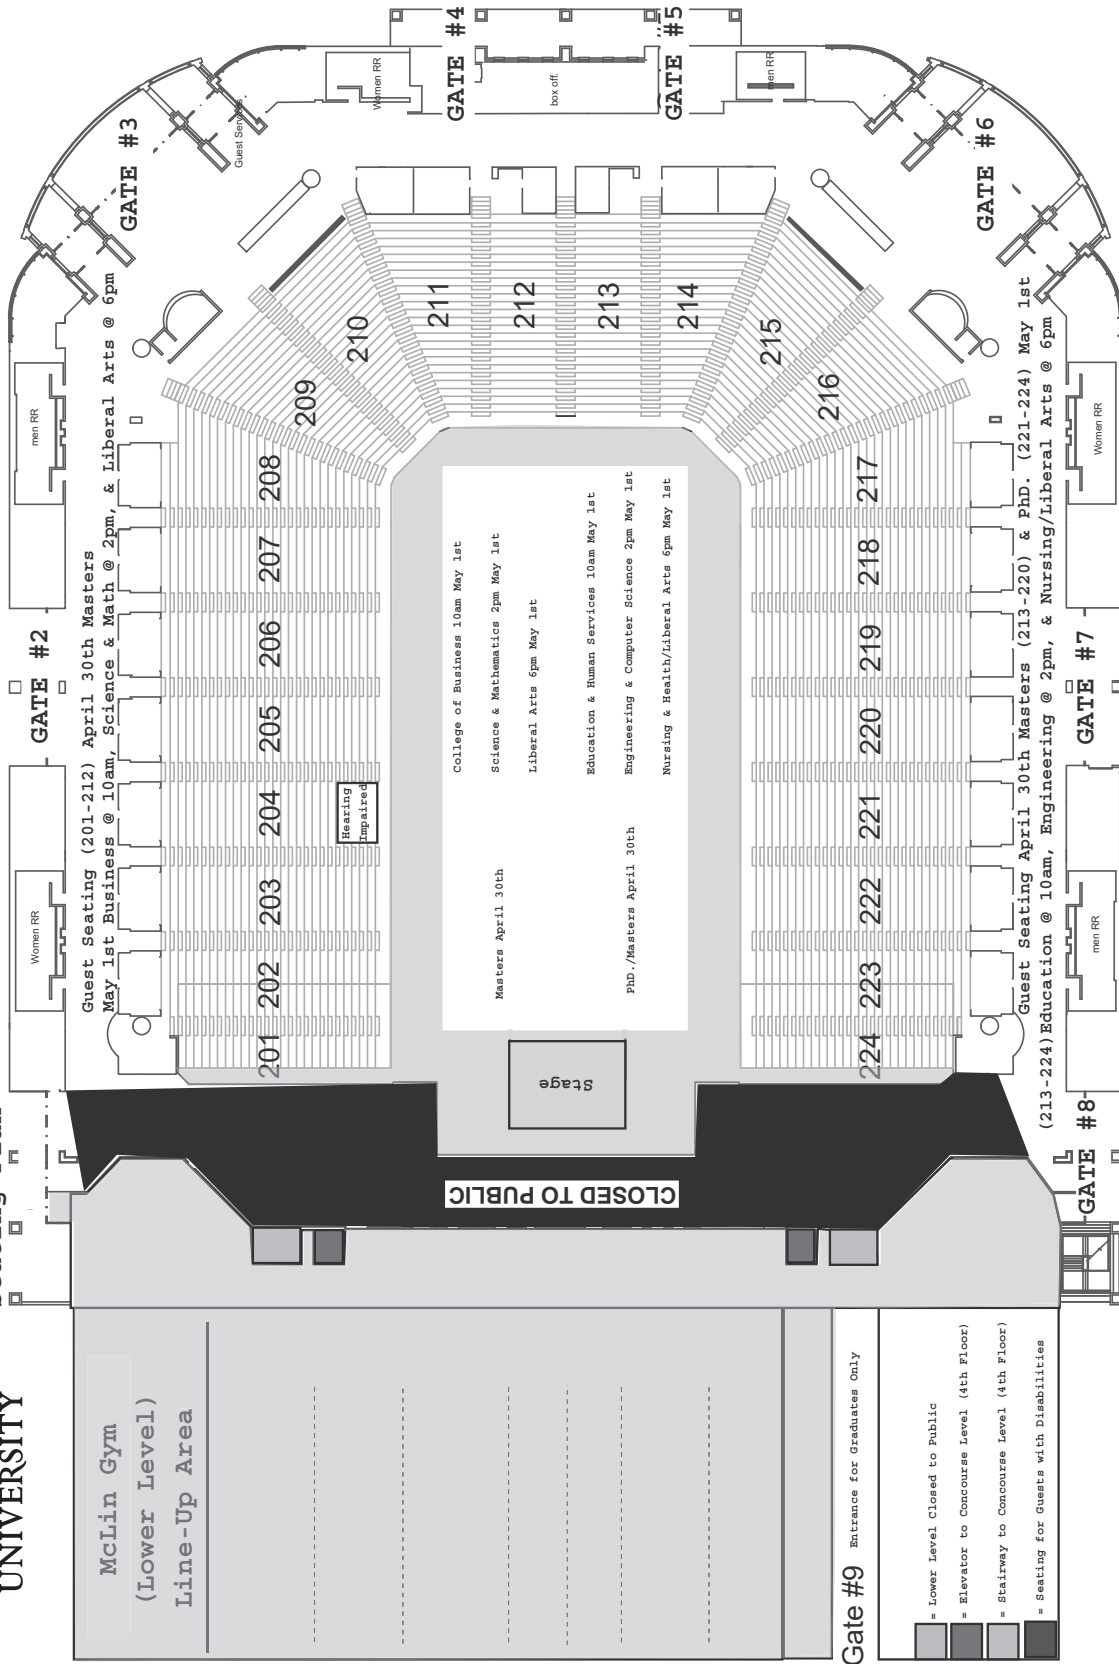 UNIVERSITY
McLin Gym
(Lower Level)
Line-Up Area
GATE #2
GATE #3
GATE #4
GATE #5
GATE #6
GATE #7
GATE #8
Gate #9 Entrance for Graduates Only
Women RR
men RR
Guest Services
Women RR
box off.
men RR
Women RR
men RR
Guest Seating (201-212) April 30th Masters
May 1st Business @ 10am, Science & Math @ 2pm, & Liberal Arts @ 6pm
201
202
203
204
205
206
207
208
209
210
211
212
213
214
215
216
217
218
219
220
221
222
223
224
Hearing
Impaired
College of Business 10am May 1st
Science & Mathematics 2pm May 1st
Liberal Arts 6pm May 1st
Education & Human Services 10am May 1st
Engineering & Computer Science 2pm May 1st
Nursing & Health/Liberal Arts 6pm May 1st
Masters April 30th
PhD./Masters April 30th
Stage
CLOSED TO PUBLIC
Guest Seating April 30th Masters (213-220) & PhD. (221-224) May 1st
(213-224)Education @ 10am, Engineering @ 2pm, & Nursing/Liberal Arts @ 6pm
= Lower Level Closed to Public
= Elevator to Concourse Level (4th Floor)
= Stairway to Concourse Level (4th Floor)
= Seating for Guests with Disabilities